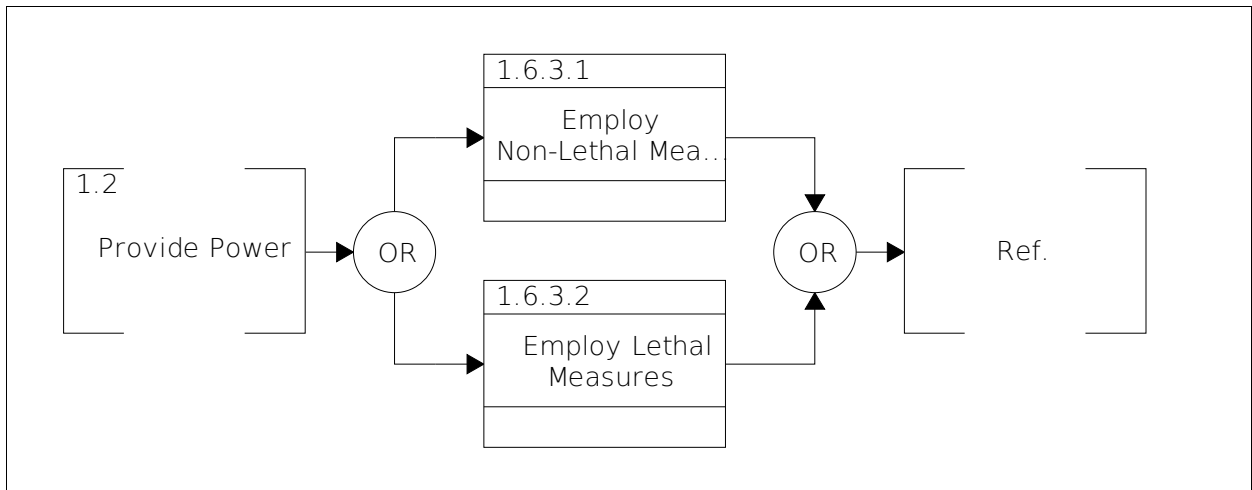 1.2
Provide Power
OR
1.6.3.1
Employ
Non-Lethal Mea...
1.6.3.2
Employ Lethal
Measures
OR
Ref.